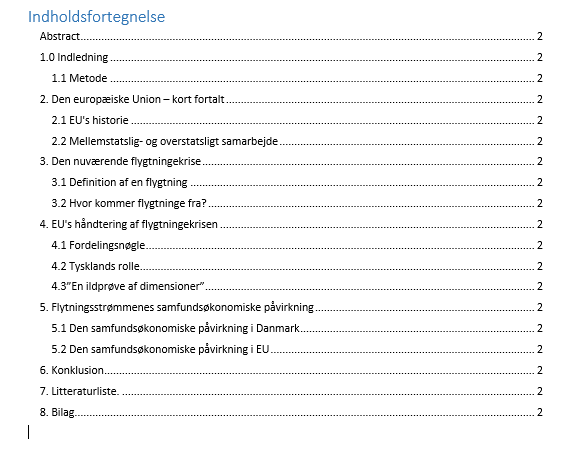 Indholdsfortegnelse
Abstract 2
1.0 Indledning 2
1.1 Metode 2
2. Den europæiske Union – kort fortalt 2
2.1 EU's historie 2
2.2 Mellemstatslig- og overstatsligt samarbejde 2
3. Den nuværende flygtningekrise 2
3.1 Definition af en flygtning 2
3.2 Hvor kommer flygtninge fra? 2
4. EU's håndtering af flygtningekrisen 2
4.1 Fordelingsnøgle 2
4.2 Tysklands rolle 2
4.3"En ildprøve af dimensioner" 2
5. Flytningsstrømmenes samfundsøkonomiske påvirkning 2
5.1 Den samfundsøkonomiske påvirkning i Danmark 2
5.2 Den samfundsøkonomiske påvirkning i EU 2
6. Konklusion 2
7. Litteraturliste. 2
8. Bilag 2